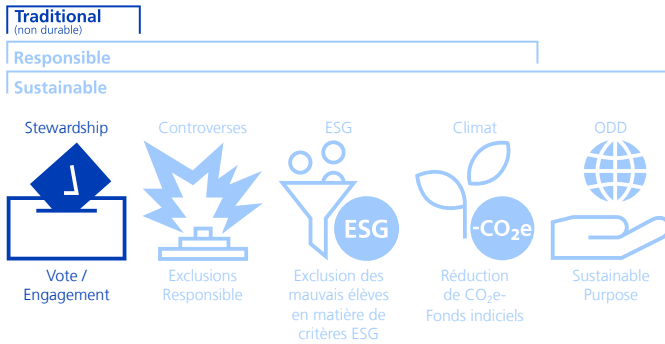 Traditional
(non durable)
Responsible
Sustainable
Stewardship
Controverses
ESG
Climat
ODD
ESG
-CO₂e
Vote /
Engagement
Exclusions
Responsible
Exclusion des
mauvais élèves
en matière de
critères ESG
Réduction
de CO₂e-
Fonds indiciels
Sustainable
Purpose